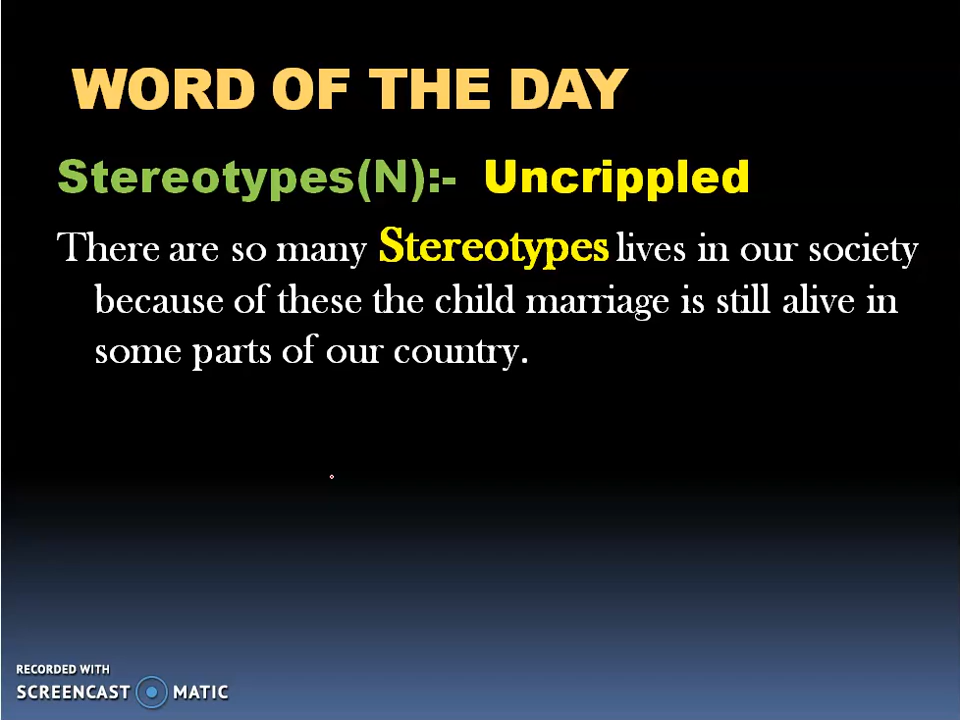 WORD OF THE DAY
Stereotypes(N):- Uncrippled
There are so many Stereotypes lives in our society
because of these the child marriage is still alive in
some parts of our country.
RECORDED WITH
SCREENCAST MATIC